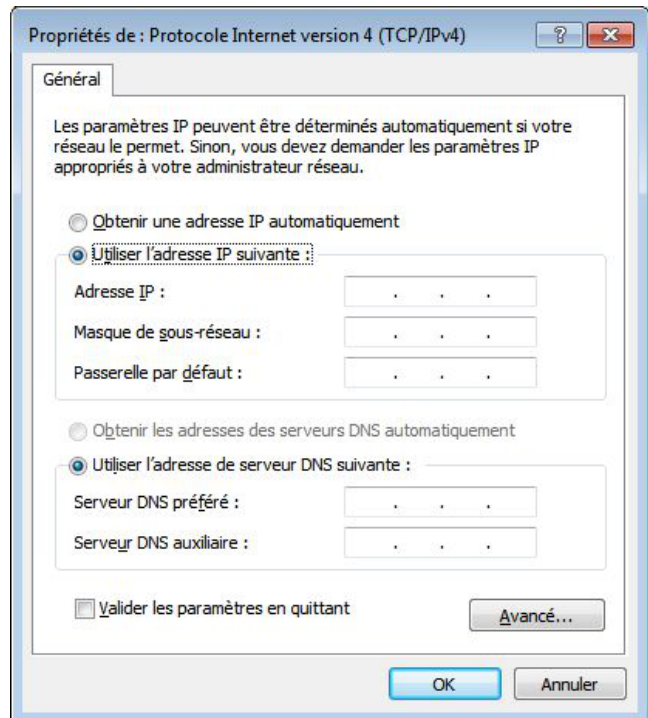 Propriétés de : Protocole Internet version 4 (TCP/IPv4)
Général
Les paramètres IP peuvent être déterminés automatiquement si votre
réseau le permet. Sinon, vous devez demander les paramètres IP
appropriés à votre administrateur réseau.
Obtenir une adresse IP automatiquement
Utiliser l'adresse IP suivante :
Adresse IP :
Masque de sous-réseau :
Passerelle par défaut :
Obtenir les adresses des serveurs DNS automatiquement
Utiliser l'adresse de serveur DNS suivante :
Serveur DNS préféré :
Serveur DNS auxiliaire :
Valider les paramètres en quittant
Avancé...
OK Annuler